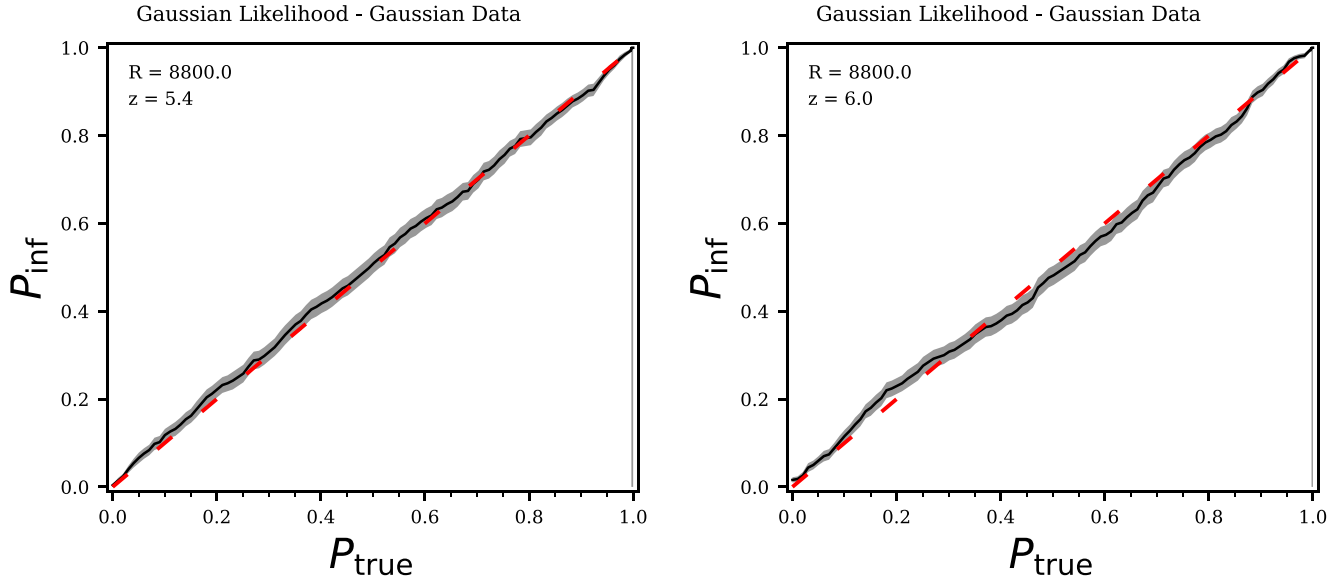 Gaussian Likelihood - Gaussian Data
R = 8800.0
z = 5.4
1.0
0.8
0.6
0.4
0.2
0.0
P_inf
0.0 0.2 0.4 0.6 0.8 1.0
P_true
Gaussian Likelihood - Gaussian Data
R = 8800.0
z = 6.0
1.0
0.8
0.6
0.4
0.2
0.0
P_inf
0.0 0.2 0.4 0.6 0.8 1.0
P_true